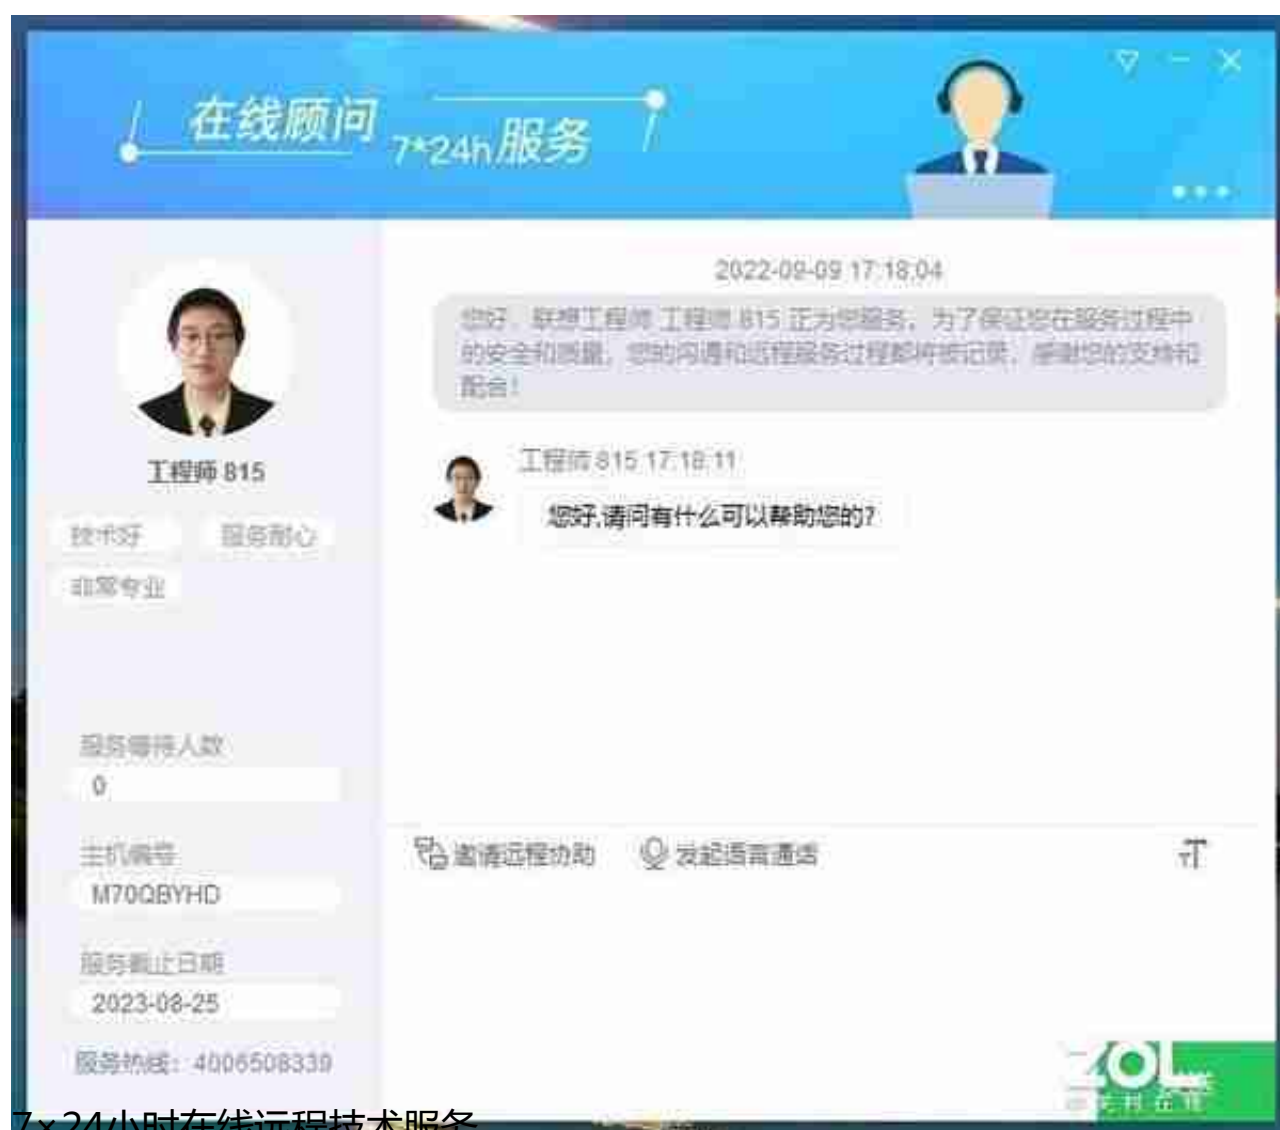 在线顾问
7*24h服务
2022-09-09 17:18:04
您好，联想工程师 工程师 815 正为您服务，为了保证您在服务过程中
的安全和质量，您的沟通和远程服务过程都将被记录，感谢您的支持和
配合！
工程师 815
技术好 服务耐心
非常专业
工程师 815 17:18:11
您好,请问有什么可以帮助您的?
服务等待人数
0
主机编号
M70QBYHD
服务截止日期
2023-08-25
服务热线：4006508339
邀请远程协助 发起语音通话
ZOL
中关村在线
7×24小时在线远程技术服务